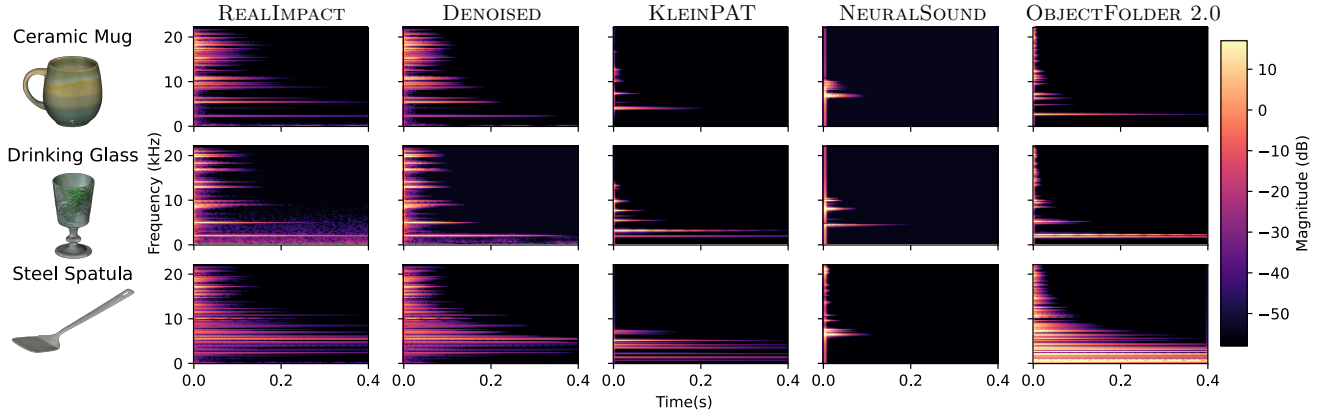 REALIMPACT DENOISED KLEINPAT NEURALSOUND OBJECTFOLDER 2.0
Ceramic Mug
Drinking Glass
Steel Spatula
Frequency (kHz)
20
10
0
20
10
0
20
10
0
0.0 0.2 0.4 0.0 0.2 0.4 0.0 0.2 0.4 0.0 0.2 0.4 0.0 0.2 0.4
Time(s)
10
0
−10
−20
−30
−40
−50
Magnitude (dB)